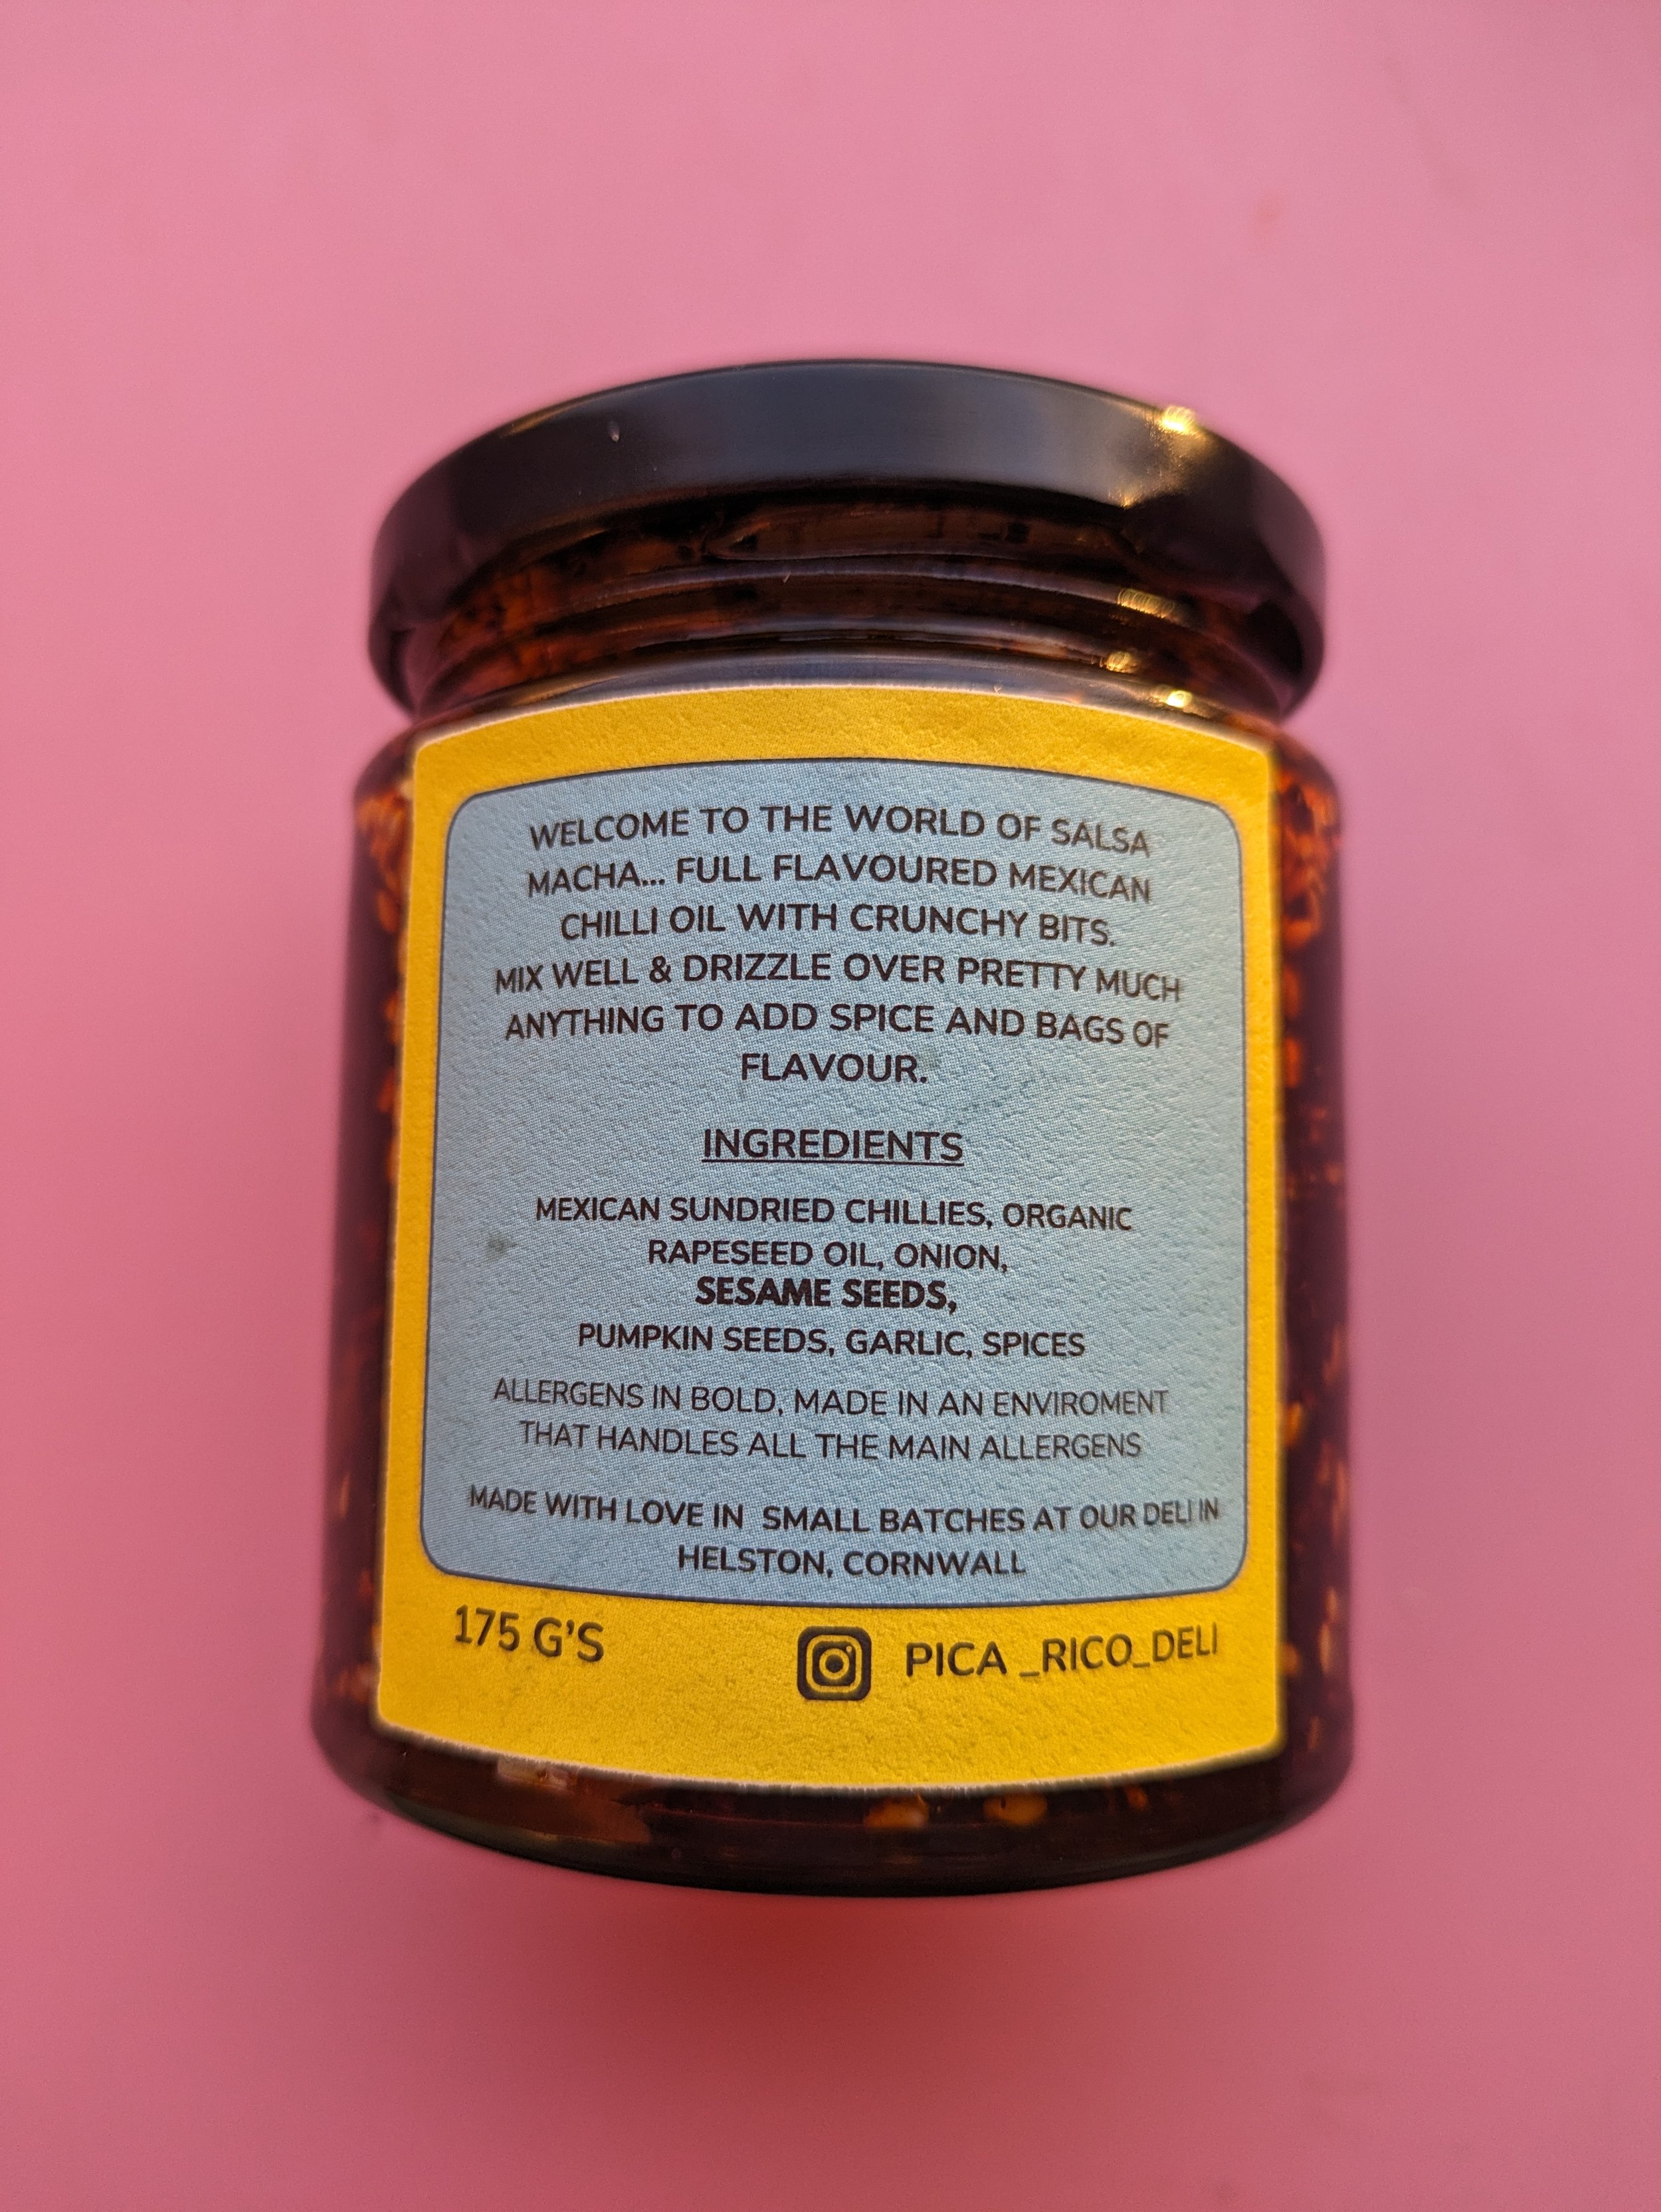 WELCOME TO THE WORLD OF SALSA
MACHA... FULL FLAVOURED MEXICAN
CHILLI OIL WITH CRUNCHY BITS.
MIX WELL & DRIZZLE OVER PRETTY MUCH
ANYTHING TO ADD SPICE AND BAGS OF
FLAVOUR.
INGREDIENTS
MEXICAN SUNDRIED CHILLIES, ORGANIC
RAPESEED OIL, ONION,
SESAME SEEDS,
PUMPKIN SEEDS, GARLIC, SPICES
ALLERGENS IN BOLD, MADE IN AN ENVIROMENT
THAT HANDLES ALL THE MAIN ALLERGENS
MADE WITH LOVE IN SMALL BATCHES AT OUR DELI IN
HELSTON, CORNWALL
175 G'S
PICA _RICO_DELI